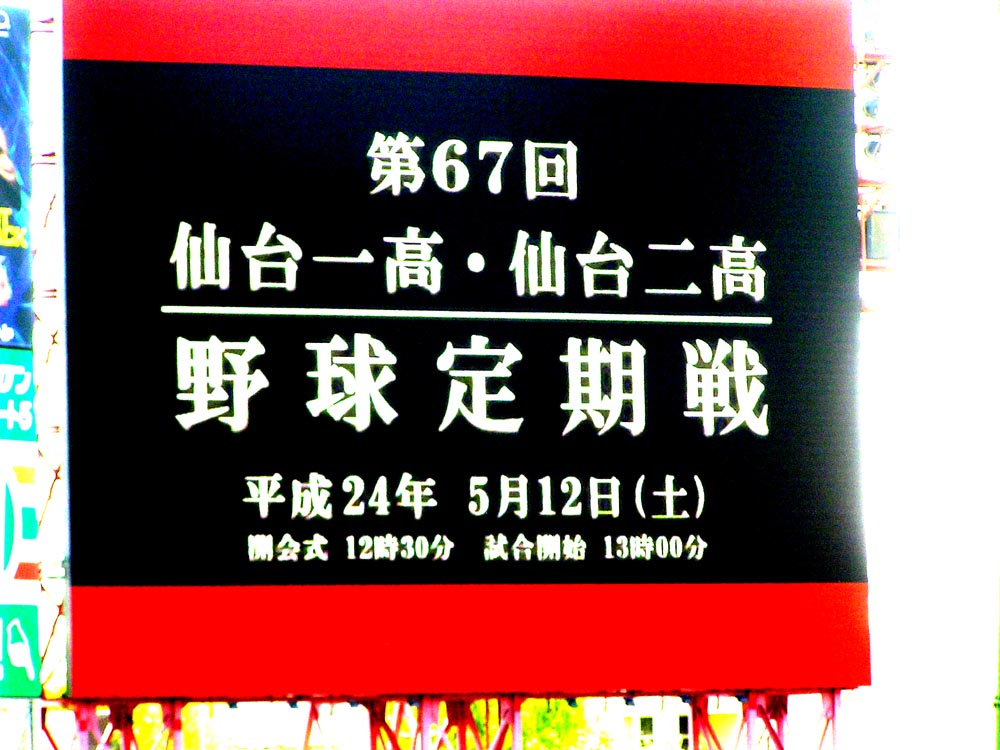 第67回
仙台一高・仙台二高
野球定期戦
平成24年 5月12日(土)
開会式 12時30分 試合開始 13時00分